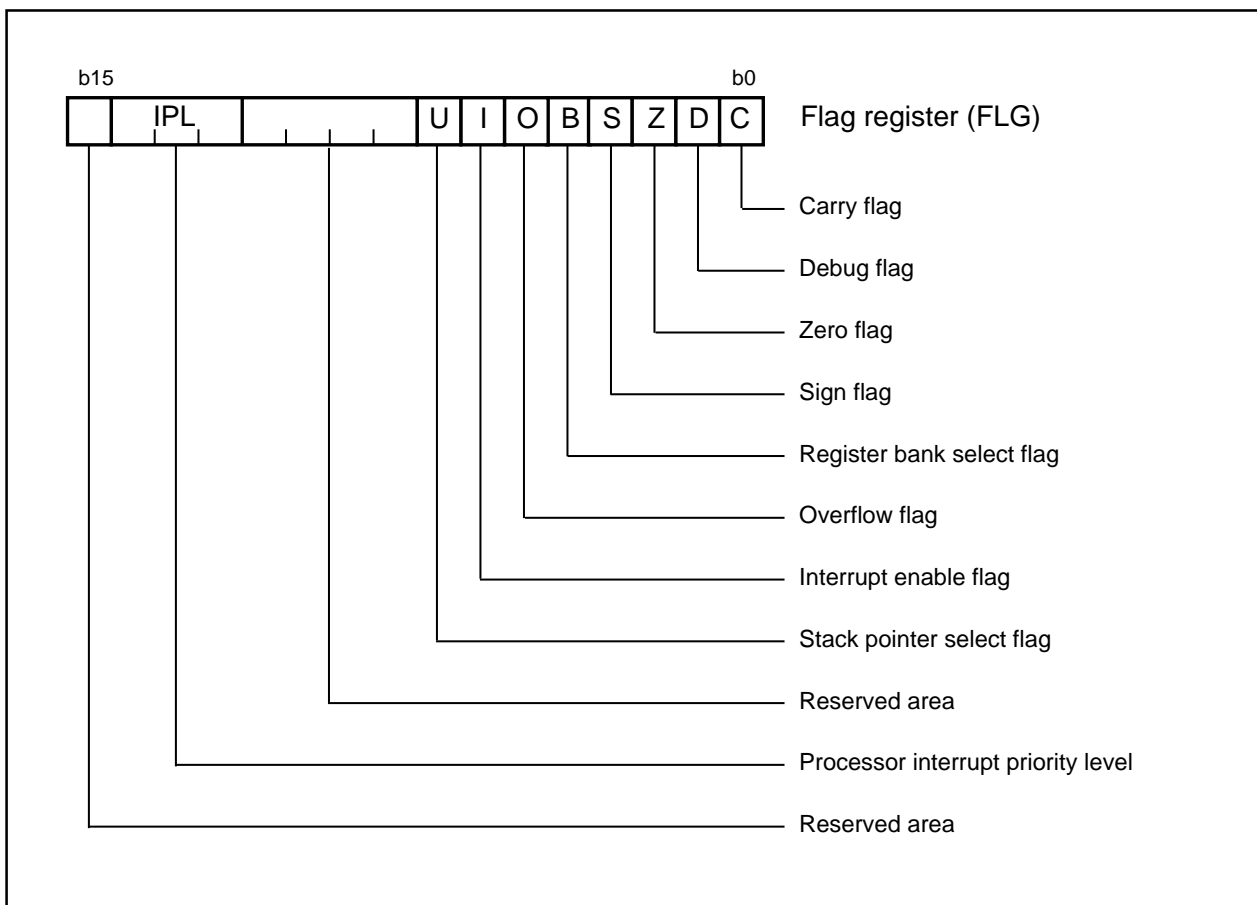 b15 b0
IPL U I O B S Z D C Flag register (FLG)
Carry flag
Debug flag
Zero flag
Sign flag
Register bank select flag
Overflow flag
Interrupt enable flag
Stack pointer select flag
Reserved area
Processor interrupt priority level
Reserved area